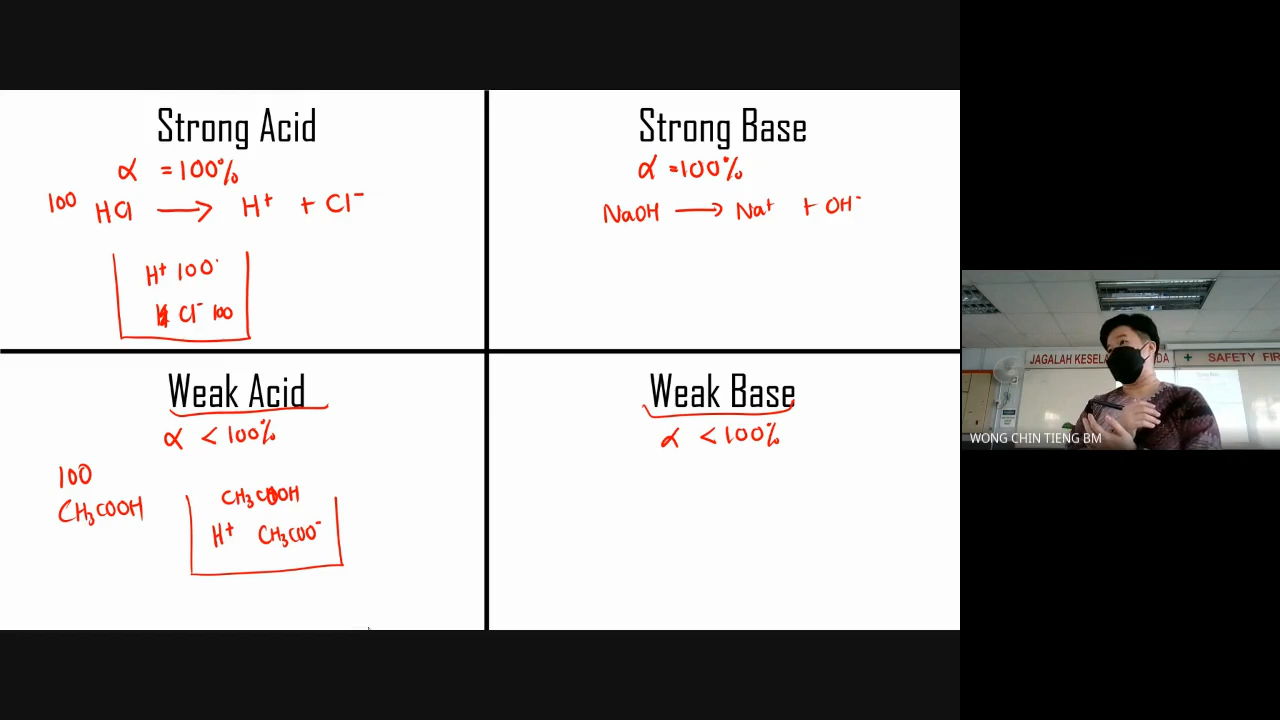 Strong Acid
α = 100%
100 HCl → H⁺ + Cl⁻
H⁺ 100
Cl⁻ 100
Strong Base
α = 100%
NaOH → Na⁺ + OH⁻
Weak Acid
α < 100%
100
CH₃COOH
CH₃COOH
H⁺ CH₃COO⁻
Weak Base
α < 100%
JAGALAH KESELA DA + SAFETY FIR
WONG CHIN TIENG BM